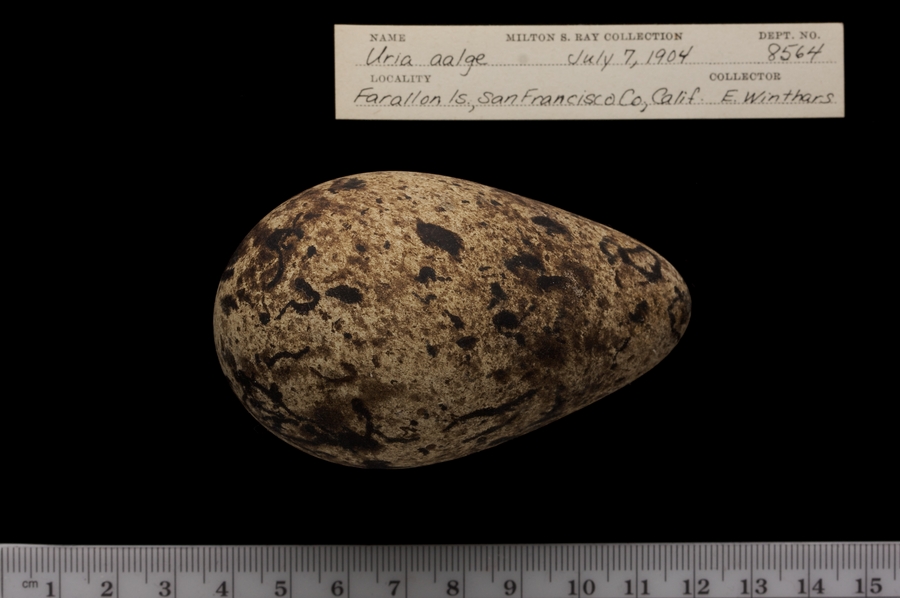 NAME MILTON S. RAY COLLECTION DEPT. NO.
Uria aalge July 7, 1904 8564
LOCALITY COLLECTOR
Farallon Is., San Francisco Co, Calif. E. Winthars
cm 1 2 3 4 5 6 7 8 9 10 11 12 13 14 15